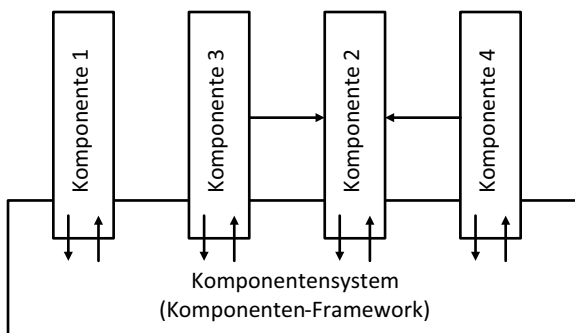 Komponente 1
Komponente 3
Komponente 2
Komponente 4
Komponentensystem
(Komponenten-Framework)